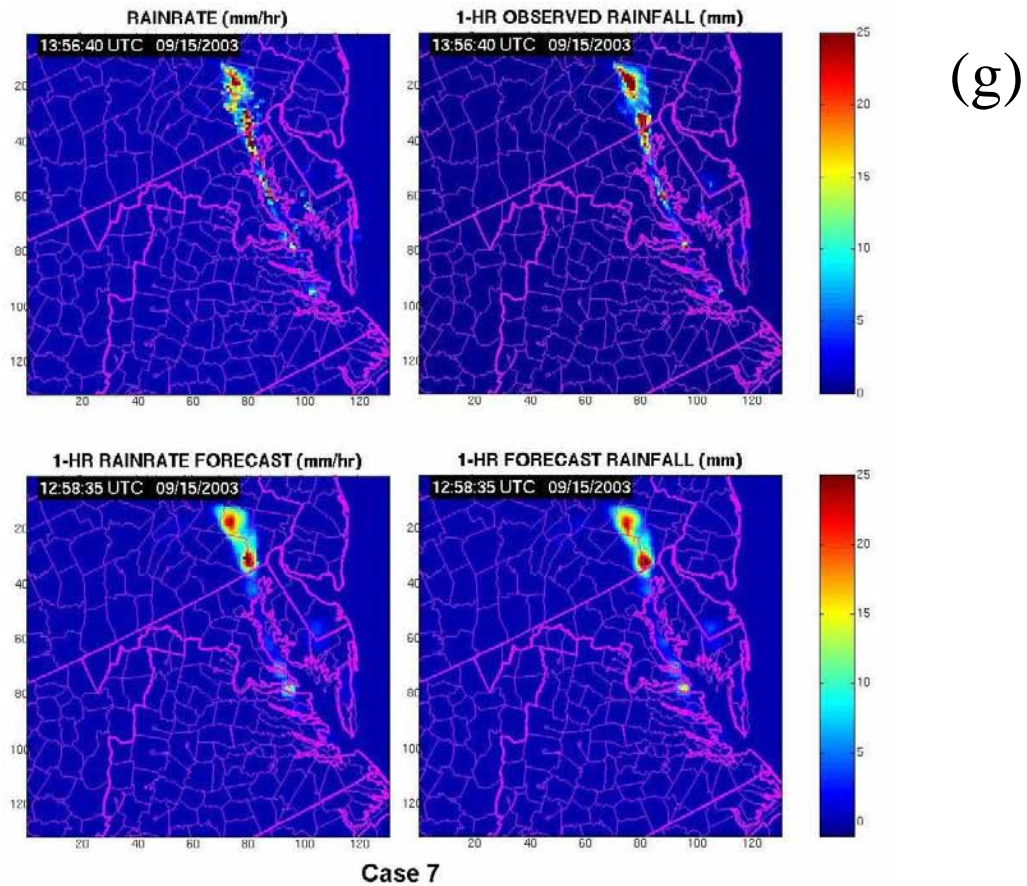 RAINRATE (mm/hr)
1-HR OBSERVED RAINFALL (mm)
(g)
13:56:40 UTC 09/15/2003
13:56:40 UTC 09/15/2003
20
40
60
80
100
120
20 40 60 80 100 120
20
40
60
80
100
120
20 40 60 80 100 120
25
20
15
10
5
0
1-HR RAINRATE FORECAST (mm/hr)
1-HR FORECAST RAINFALL (mm)
12:58:35 UTC 09/15/2003
12:58:35 UTC 09/15/2003
20
40
60
80
100
120
20 40 60 80 100 120
20
40
60
80
100
120
20 40 60 80 100 120
25
20
15
10
5
0
Case 7